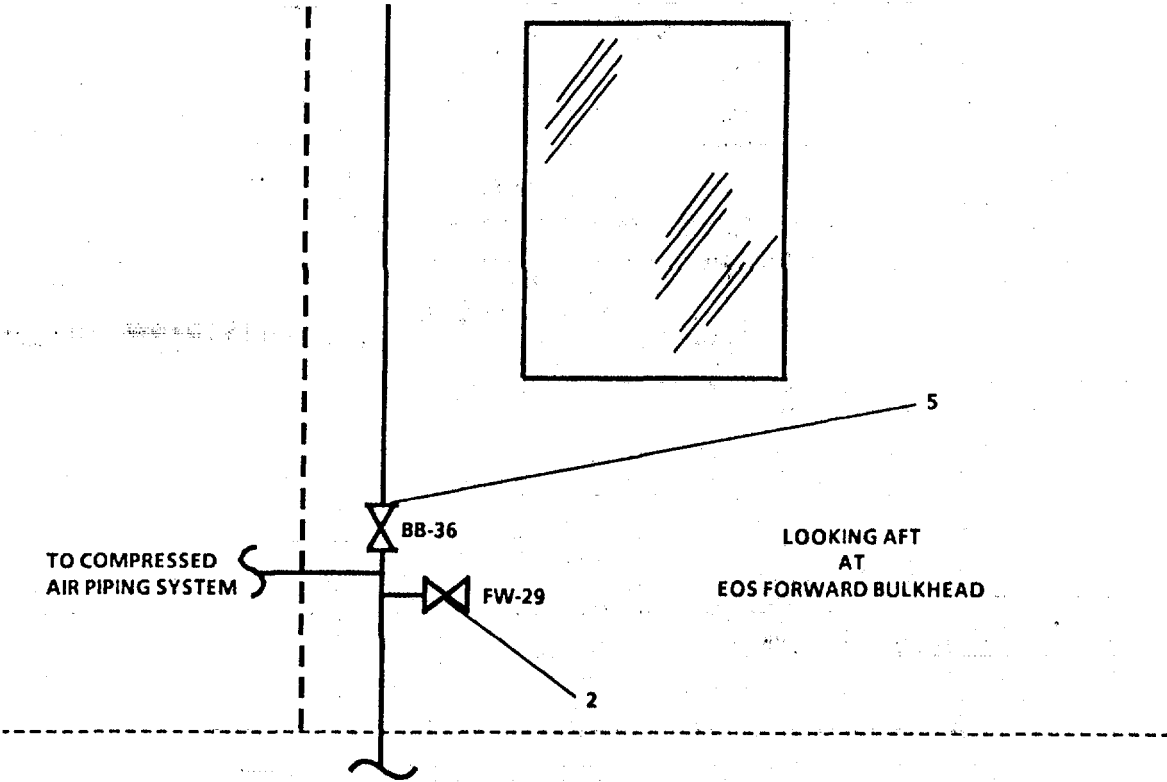 5
BB-36
TO COMPRESSED
AIR PIPING SYSTEM
LOOKING AFT
AT
EOS FORWARD BULKHEAD
FW-29
2